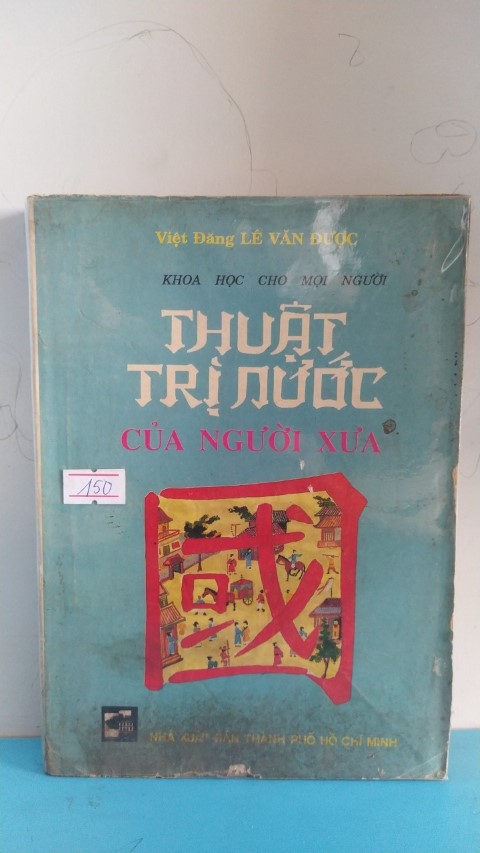 Việt Đăng LÊ VĂN ĐƯỢC
KHOA HỌC CHO MỌI NGƯỜI
THUẬT
TRỊ NƯỚC
CỦA NGƯỜI XƯA
150
國
NHÀ XUẤT BẢN THÀNH PHỐ HỒ CHÍ MINH